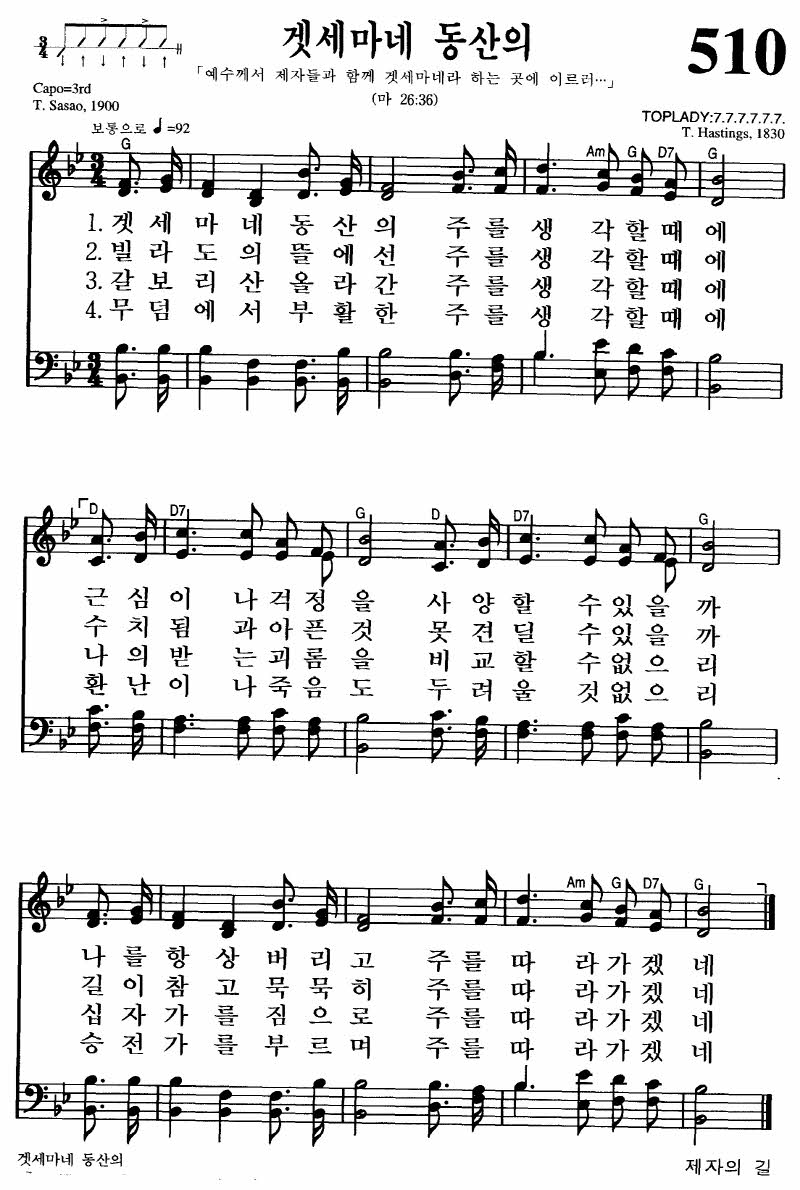 겟세마네 동산의
510
「예수께서 제자들과 함께 겟세마네라 하는 곳에 이르러…」
(마 26:36)
Capo=3rd
T. Sasao, 1900
TOPLADY:7.7.7.7.7.7.
T. Hastings, 1830
보통으로 ♩=92
G Am G D7 G
3/4
1. 겟세마네동산의 주를생각할때에
2. 빌라도의뜰에선 주를생각할때에
3. 갈보리산올라간 주를생각할때에
4. 무덤에서부활한 주를생각할때에
D D7 G D D7 G
근심이나걱정을 사양할수있을까
수치됨과아픈것 못견딜수있을까
나의받는괴롬을 비교할수없으리
환난이나죽음도 두려울것없으리
Am G D7 G
나를항상버리고 주를따라가겠네
길이참고묵묵히 주를따라가겠네
십자가를짐으로 주를따라가겠네
승전가를부르며 주를따라가겠네
겟세마네 동산의
제자의 길